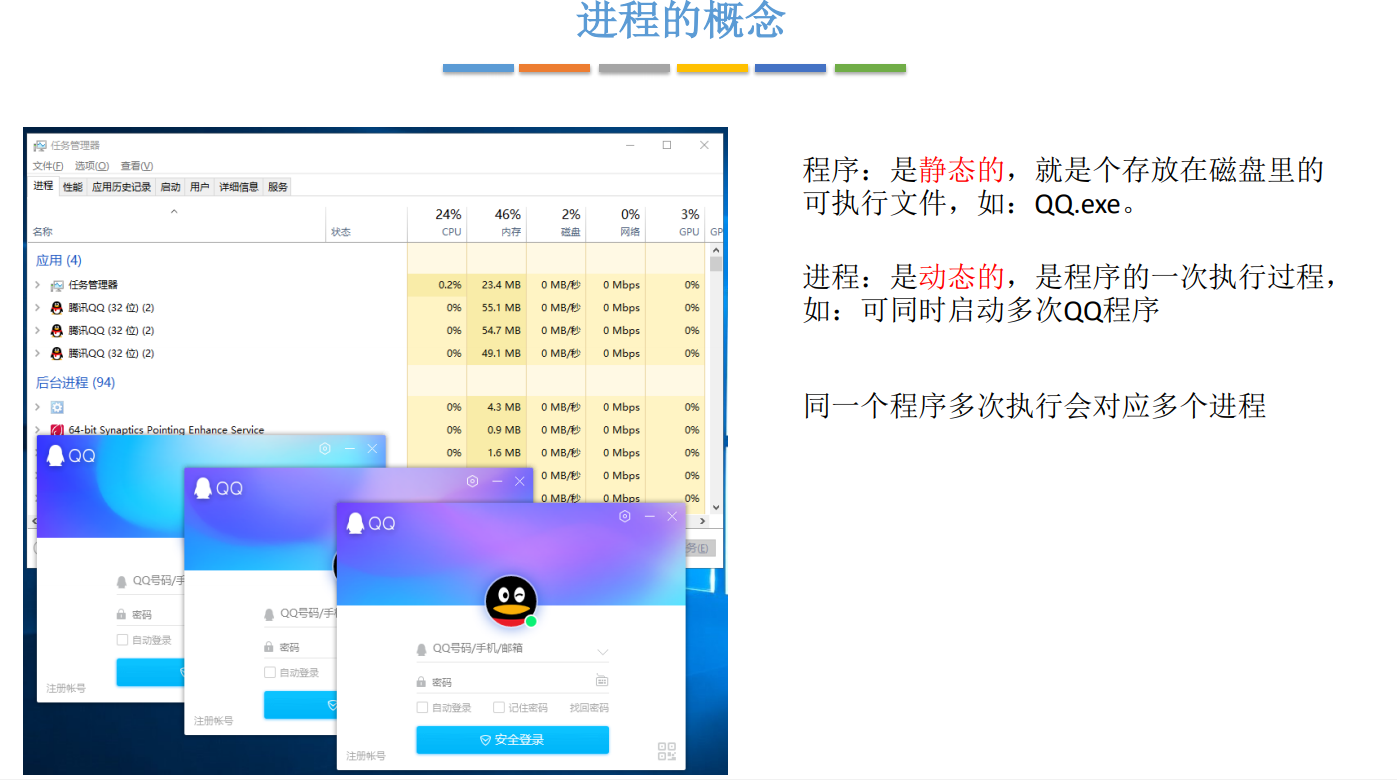 进程的概念
任务管理器
文件(F) 选项(O) 查看(V)
进程 性能 应用历史记录 启动 用户 详细信息 服务
24% 46% 2% 0% 3%
名称 状态 CPU 内存 磁盘 网络 GPU GP
应用 (4)
任务管理器 0.2% 23.4 MB 0 MB/秒 0 Mbps 0%
腾讯QQ (32 位) (2) 0% 55.1 MB 0 MB/秒 0 Mbps 0%
腾讯QQ (32 位) (2) 0% 54.7 MB 0 MB/秒 0 Mbps 0%
腾讯QQ (32 位) (2) 0% 49.1 MB 0 MB/秒 0 Mbps 0%
后台进程 (94)
0% 4.3 MB 0 MB/秒 0 Mbps 0%
64-bit Synaptics Pointing Enhance Service 0% 0.9 MB 0 MB/秒 0 Mbps 0%
0% 1.6 MB 0 MB/秒 0 Mbps 0%
0 MB/秒 0 Mbps 0%
0 MB/秒 0 Mbps 0%
务(E)
QQ
QQ号码/手
密码
自动登录
注册帐号
QQ
QQ号码/手机
密码
自动登录
注册帐号
QQ
QQ号码/手机/邮箱
密码
自动登录 记住密码 找回密码
安全登录
注册帐号
程序：是静态的，就是个存放在磁盘里的
可执行文件，如：QQ.exe。
进程：是动态的，是程序的一次执行过程，
如：可同时启动多次QQ程序
同一个程序多次执行会对应多个进程